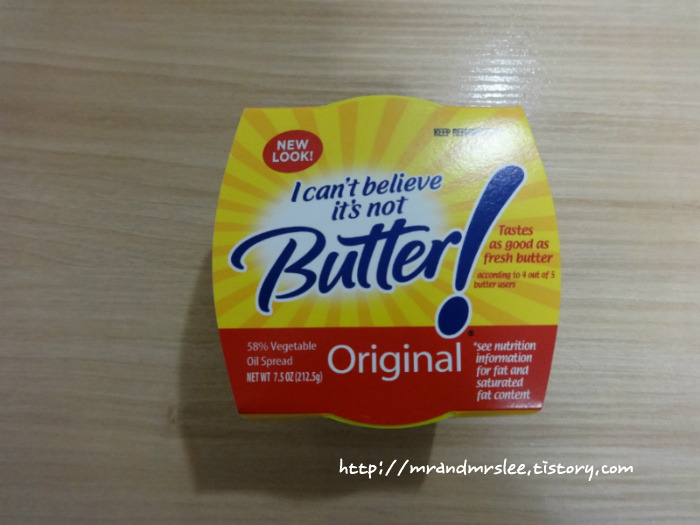 NEW
LOOK!
KEEP
I can't believe
it's not
Butter!
Tastes
as good as
fresh butter
according to 4 out of 5
butter users
58% Vegetable
Oil Spread
NET WT 7.5 OZ (212.5g)
Original
*see nutrition
information
for fat and
saturated
fat content
http://mrandmrslee.tistory.com